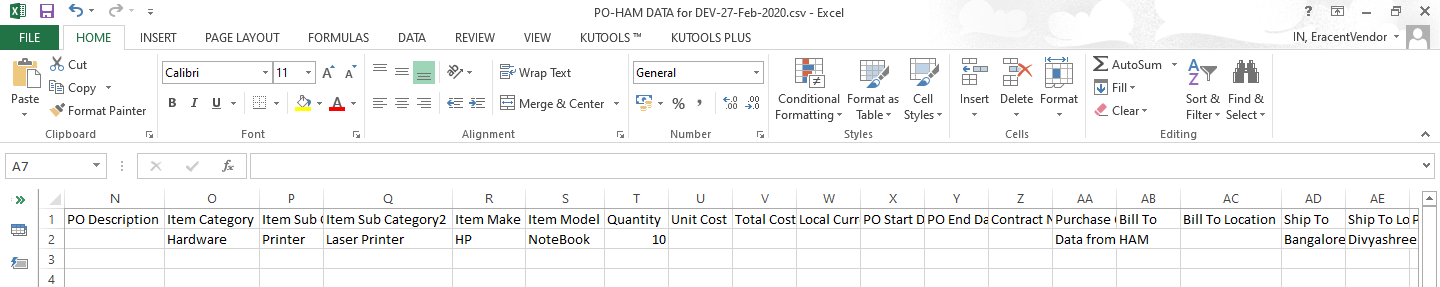 PO-HAM DATA for DEV-27-Feb-2020.csv - Excel
FILE HOME INSERT PAGE LAYOUT FORMULAS DATA REVIEW VIEW KUTOOLS ™ KUTOOLS PLUS IN, EracentVendor
Cut
Copy
Format Painter
Paste
Clipboard
Calibri 11
B I U
Font
Wrap Text
Merge & Center
Alignment
General
$ % ,
Number
Conditional Formatting
Format as Table
Cell Styles
Styles
Insert Delete Format
Cells
AutoSum
Fill
Clear
Sort & Filter
Find & Select
Editing
A7 fx
N O P Q R S T U V W X Y Z AA AB AC AD AE
1 PO Description Item Category Item Sub Item Sub Category2 Item Make Item Model Quantity Unit Cost Total Cost Local Curr PO Start D PO End Da Contract N Purchase Bill To Bill To Location Ship To Ship To Lo P
2 Hardware Printer Laser Printer HP NoteBook 10 Data from HAM Bangalore Divyashree
3
4